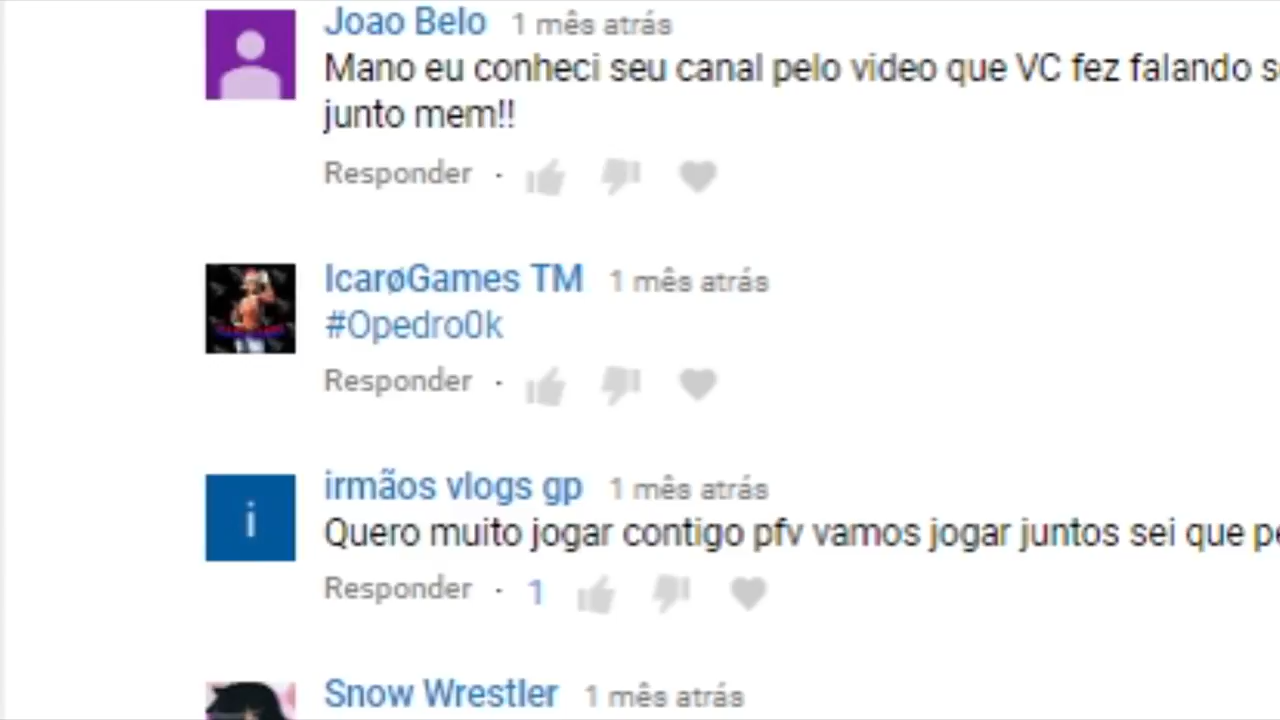 Joao Belo 1 mês atrás
Mano eu conheci seu canal pelo video que VC fez falando
junto mem!!
Responder ·
IcarøGames TM 1 mês atrás
#Opedro0k
Responder ·
i
irmãos vlogs gp 1 mês atrás
Quero muito jogar contigo pfv vamos jogar juntos sei que
Responder · 1
Snow Wrestler 1 mês atrás